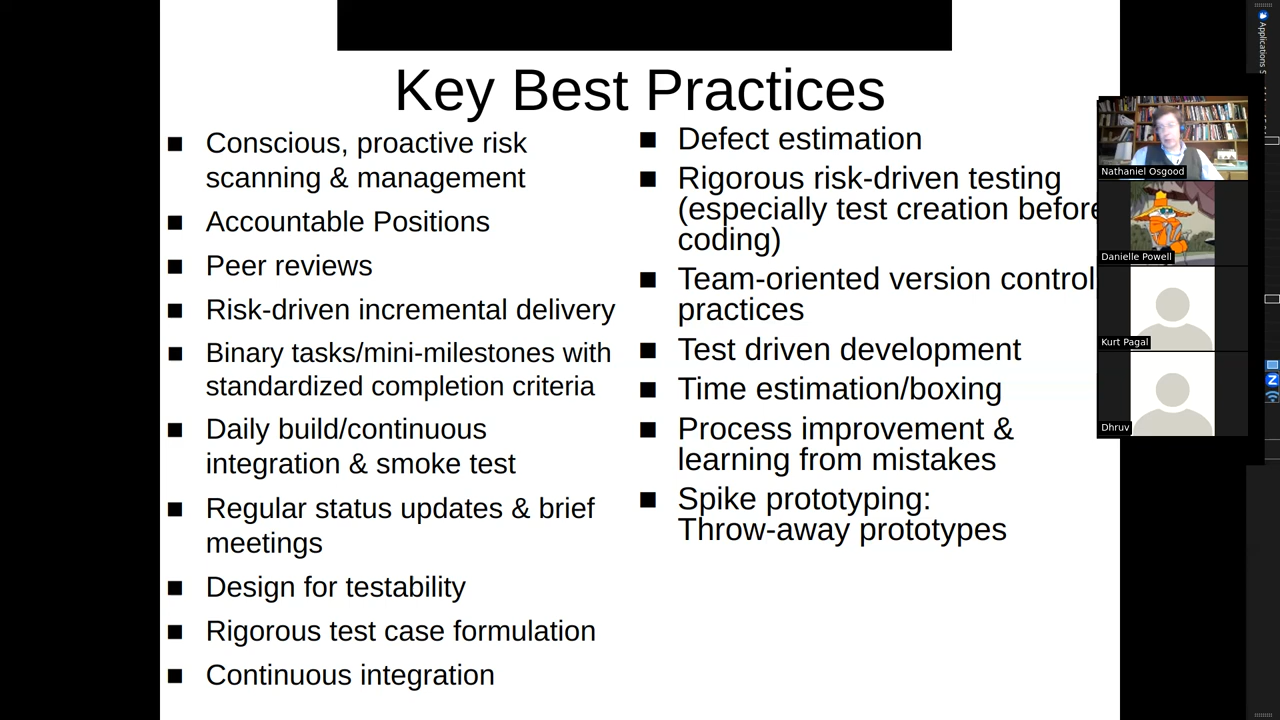 Key Best Practices
■ Conscious, proactive risk
scanning & management
■ Accountable Positions
■ Peer reviews
■ Risk-driven incremental delivery
■ Binary tasks/mini-milestones with
standardized completion criteria
■ Daily build/continuous
integration & smoke test
■ Regular status updates & brief
meetings
■ Design for testability
■ Rigorous test case formulation
■ Continuous integration
■ Defect estimation
■ Rigorous risk-driven testing
(especially test creation before
coding)
■ Team-oriented version control
practices
■ Test driven development
■ Time estimation/boxing
■ Process improvement &
learning from mistakes
■ Spike prototyping:
Throw-away prototypes
Nathaniel Osgood
Danielle Powell
Kurt Pagal
Dhruv
Applications S
Z